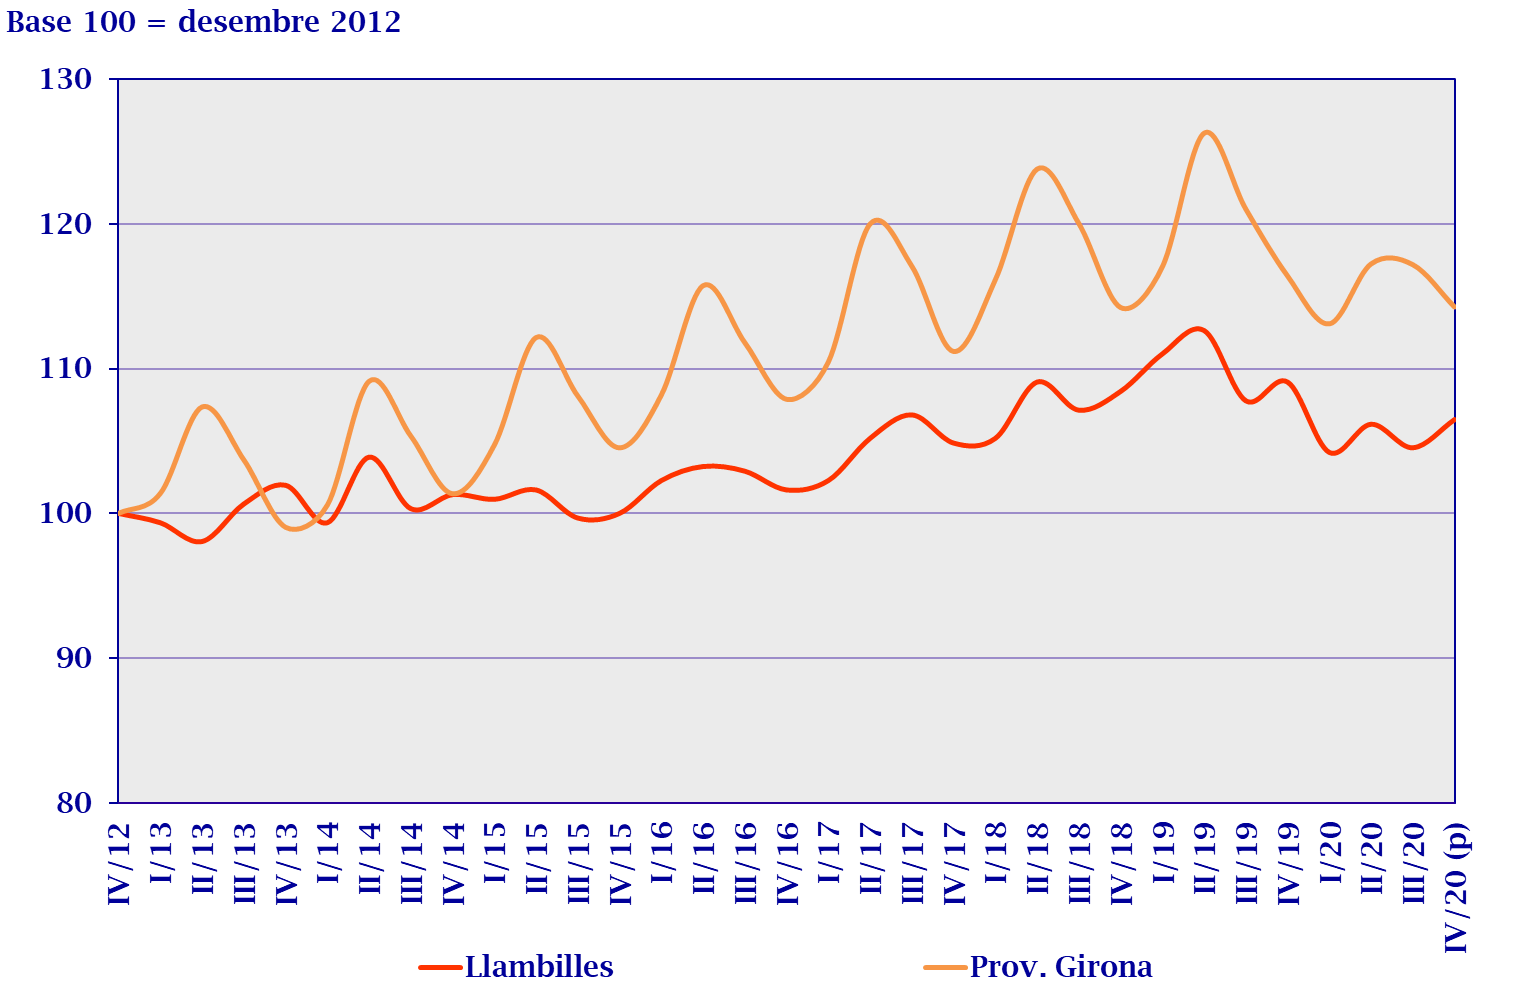 Base 100 = desembre 2012
130
120
110
100
90
80
IV/12
I/13
II/13
III/13
IV/13
I/14
II/14
III/14
IV/14
I/15
II/15
III/15
IV/15
I/16
II/16
III/16
IV/16
I/17
II/17
III/17
IV/17
I/18
II/18
III/18
IV/18
I/19
II/19
III/19
IV/19
I/20
II/20
III/20
IV/20 (p)
Llambilles
Prov. Girona